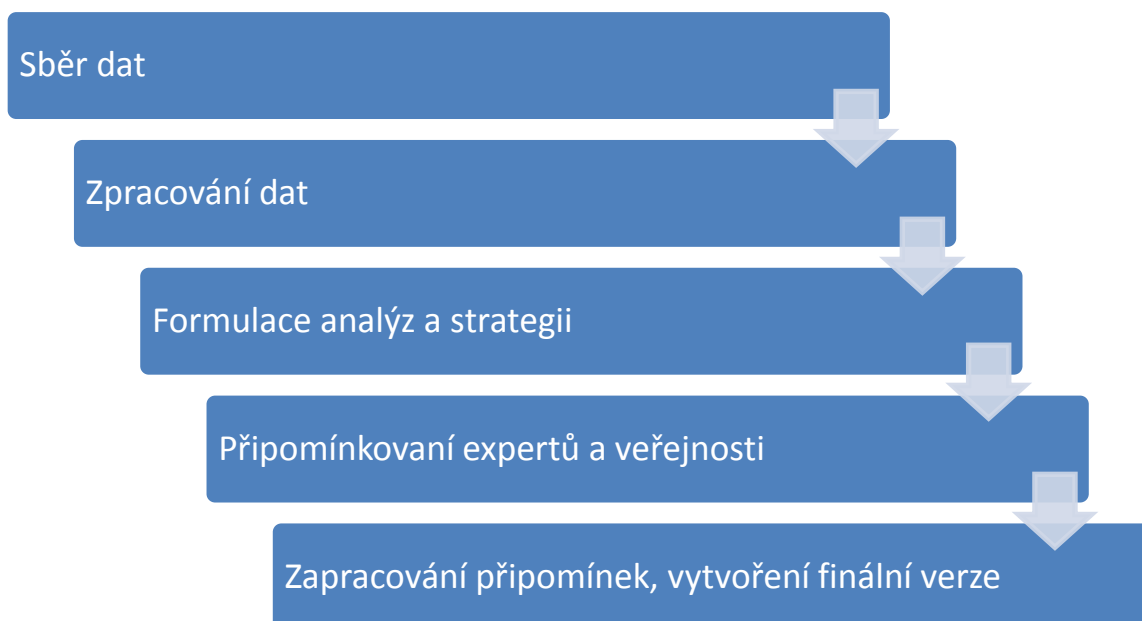 Sběr dat
Zpracování dat
Formulace analýz a strategii
Připomínkovaní expertů a veřejnosti
Zapracování připomínek, vytvoření finální verze